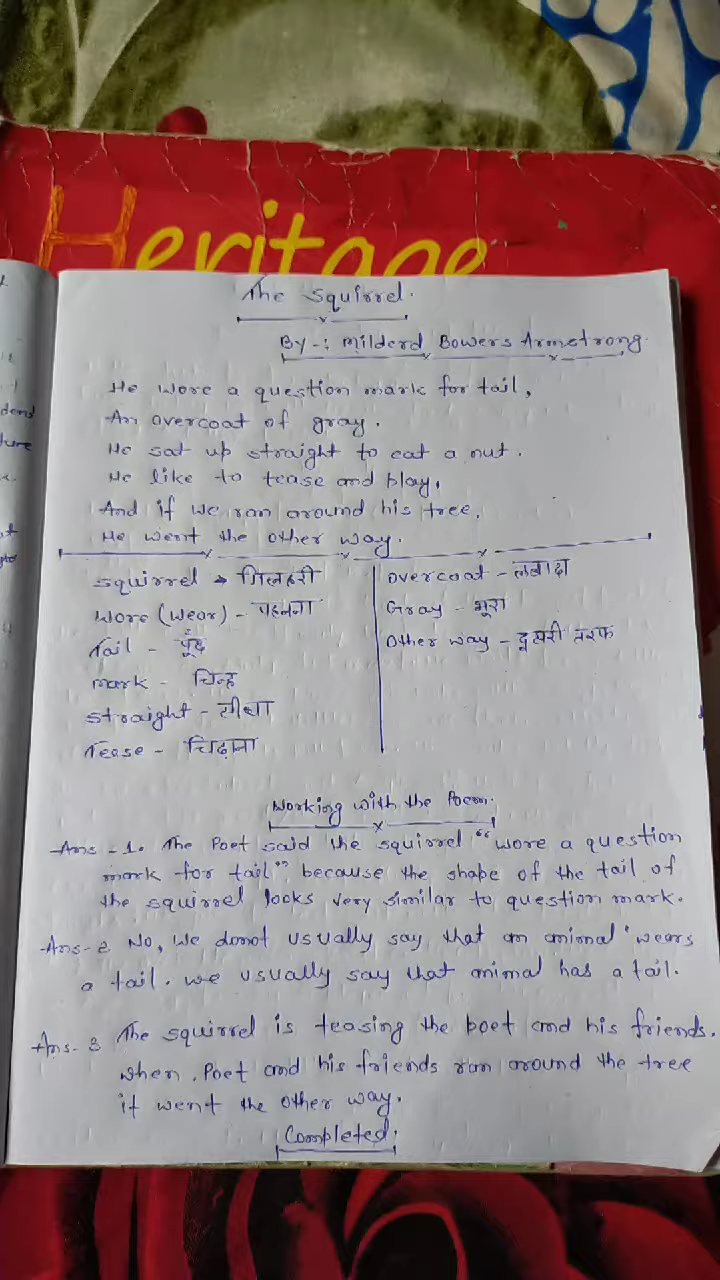 Heritage
The squirrel.
By-: Milderd Bowers Armstrong.
He wore a question mark for tail,
An overcoat of gray.
He sat up straight to eat a nut.
He like to tease and play,
And if we ran around his tree,
He went the other way.
squirrel → गिलहरी
Wore (wear) - पहनना
Tail - पूँछ
mark - चिन्ह
straight - सीधा
Tease - चिढ़ाना
Overcoat - लबादा
Gray - भूरा
Other way - दूसरी तरफ
Working with the Poem.
Ans-1. The Poet said the squirrel "wore a question
mark for tail" because the shape of the tail of
the squirrel looks very similar to question mark.
Ans-2 No, we donot usually say that an animal 'wears
a tail. we usually say that animal has a tail.
Ans-3 The squirrel is teasing the poet and his friends.
when, Poet and his friends ran around the tree
it went the other way.
Completed.